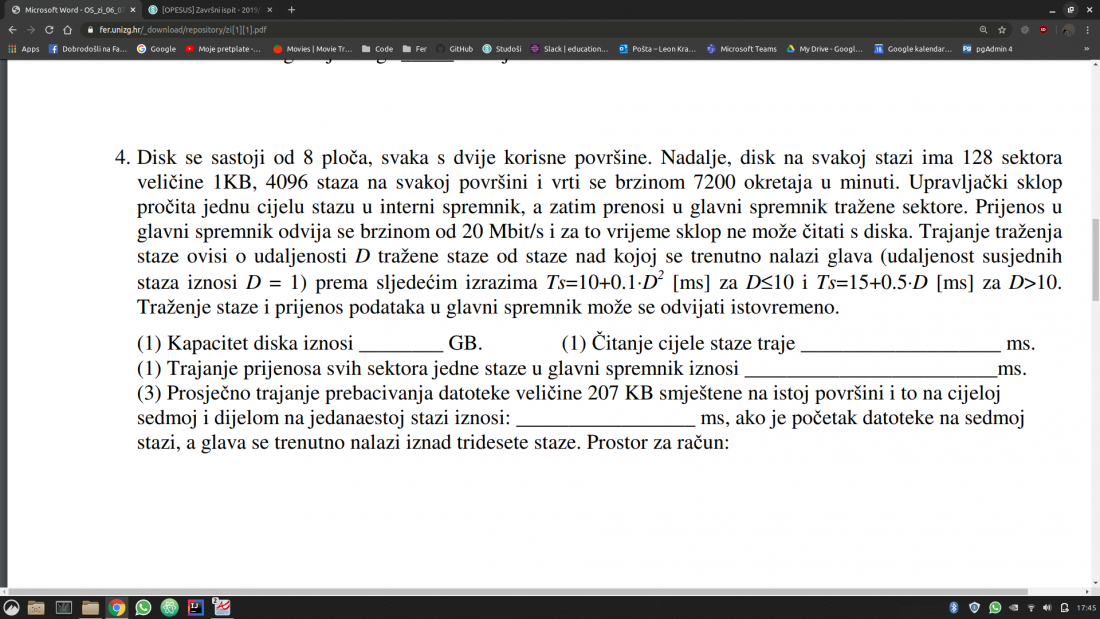 Microsoft Word - OS_zi_06_07
[OPESUS] Završni ispit - 2019/
fer.unizg.hr/_download/repository/zi[1][1].pdf
Apps Dobrodošli na Fa... Google Moje pretplate -... Movies | Movie Tr... Code Fer GitHub Studoši Slack | education... Pošta – Leon Kra... Microsoft Teams My Drive - Googl... Google kalendar... pgAdmin 4
4. Disk se sastoji od 8 ploča, svaka s dvije korisne površine. Nadalje, disk na svakoj stazi ima 128 sektora
veličine 1KB, 4096 staza na svakoj površini i vrti se brzinom 7200 okretaja u minuti. Upravljački sklop
pročita jednu cijelu stazu u interni spremnik, a zatim prenosi u glavni spremnik tražene sektore. Prijenos u
glavni spremnik odvija se brzinom od 20 Mbit/s i za to vrijeme sklop ne može čitati s diska. Trajanje traženja
staze ovisi o udaljenosti D tražene staze od staze nad kojoj se trenutno nalazi glava (udaljenost susjednih
staza iznosi D = 1) prema sljedećim izrazima Ts=10+0.1·D² [ms] za D≤10 i Ts=15+0.5·D [ms] za D>10.
Traženje staze i prijenos podataka u glavni spremnik može se odvijati istovremeno.
(1) Kapacitet diska iznosi ________ GB. (1) Čitanje cijele staze traje ___________________ ms.
(1) Trajanje prijenosa svih sektora jedne staze u glavni spremnik iznosi ________________________ms.
(3) Prosječno trajanje prebacivanja datoteke veličine 207 KB smještene na istoj površini i to na cijeloj
sedmoj i dijelom na jedanaestoj stazi iznosi: _________________ ms, ako je početak datoteke na sedmoj
stazi, a glava se trenutno nalazi iznad tridesete staze. Prostor za račun:
17:45